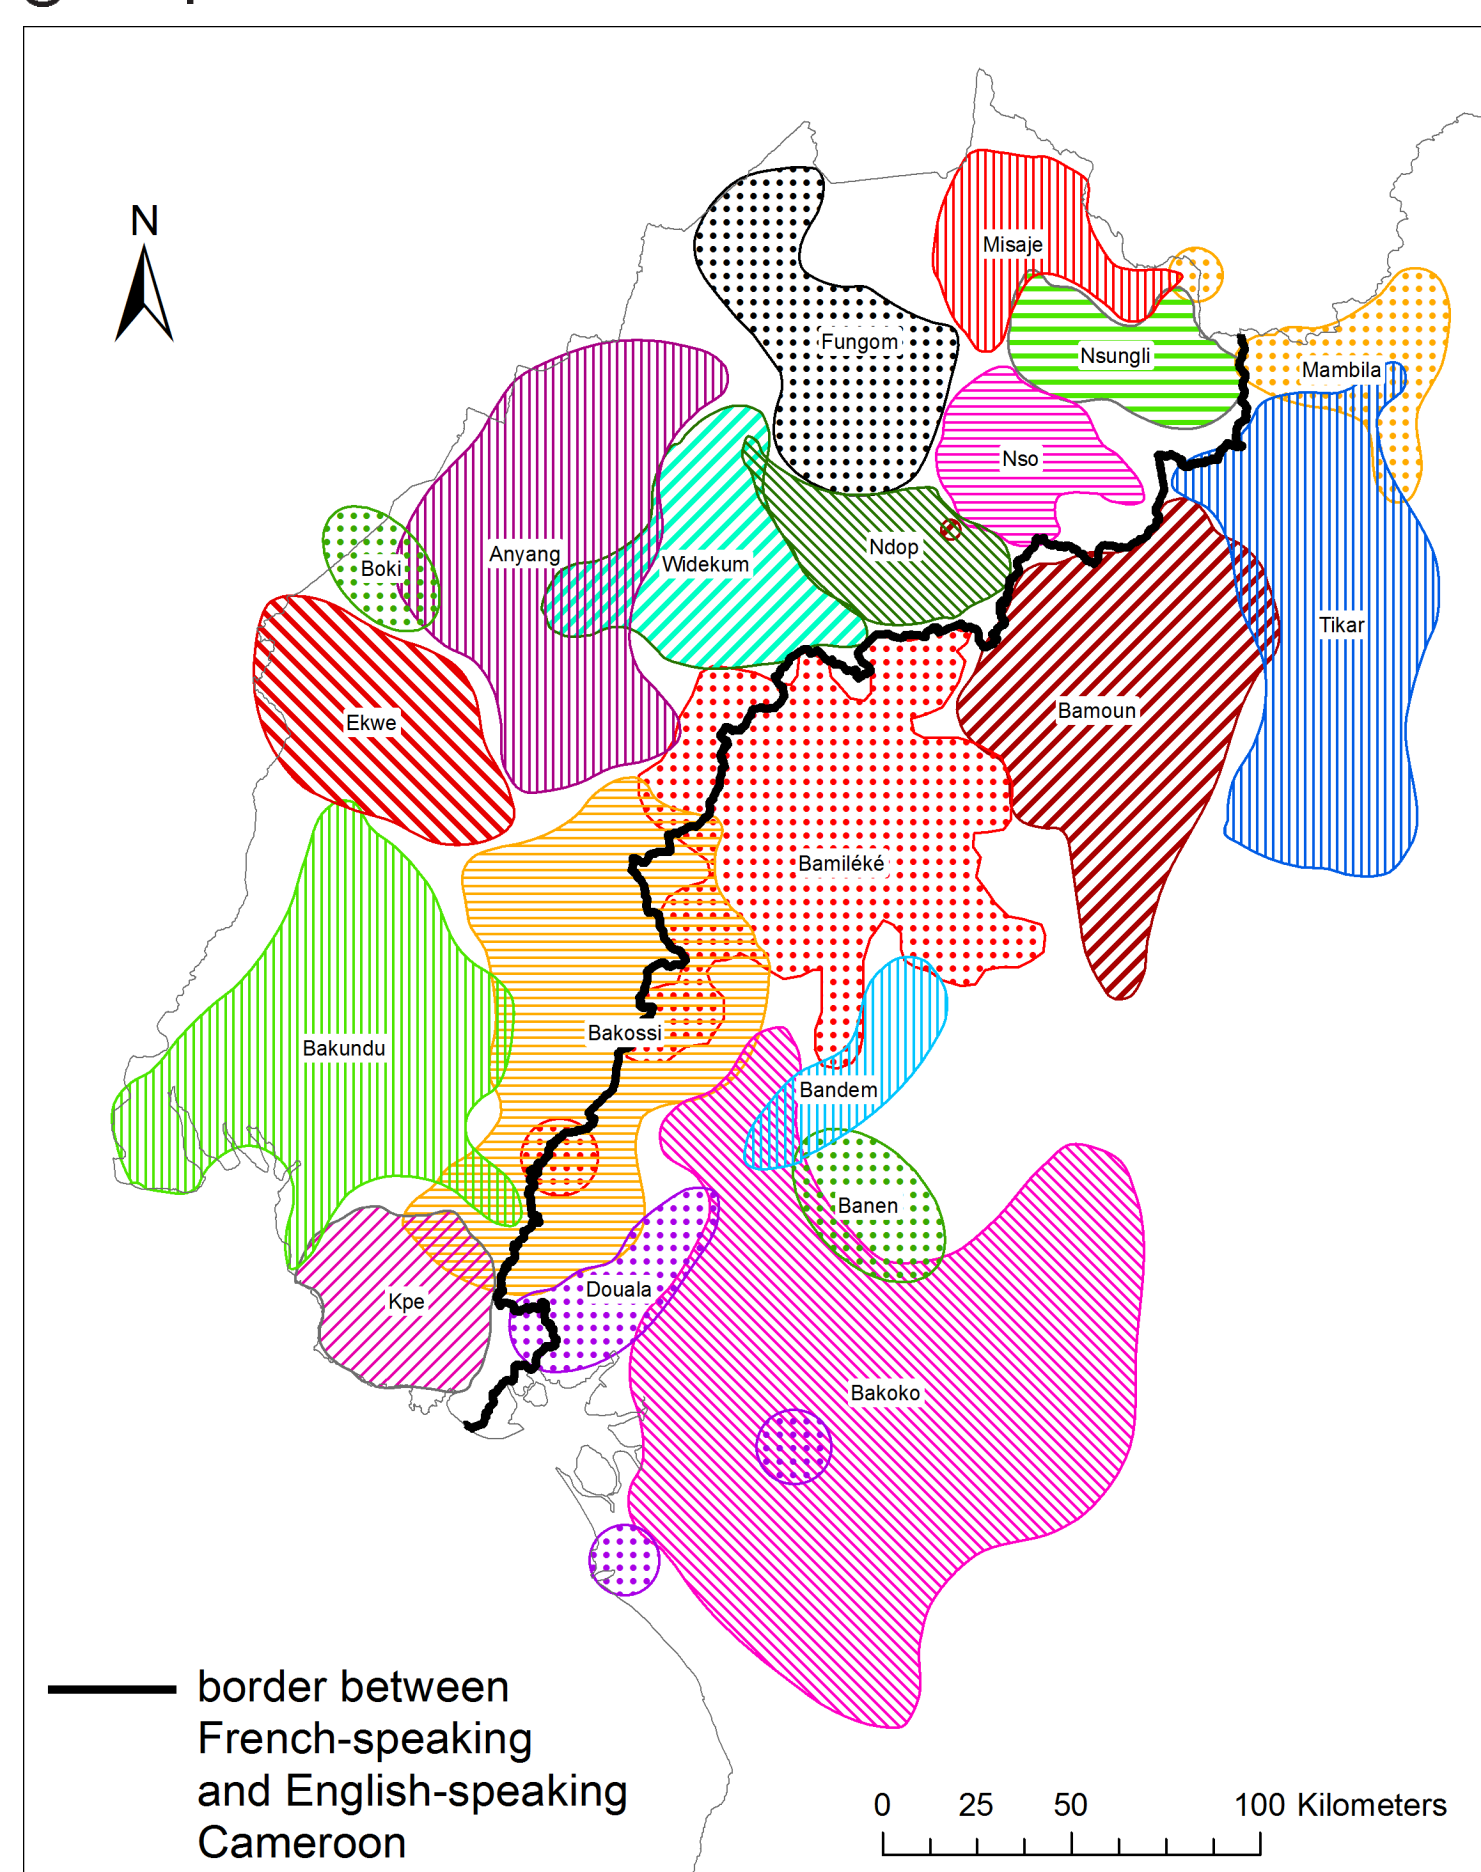 N
Misaje
Fungom
Nsungli
Mambila
Nso
Ndop
Anyang
Widekum
Boki
Tikar
Bamoun
Ekwe
Bamiléké
Bakossi
Bakundu
Bandem
Banen
Douala
Kpe
Bakoko
border between
French-speaking
and English-speaking
Cameroon
0 25 50 100 Kilometers